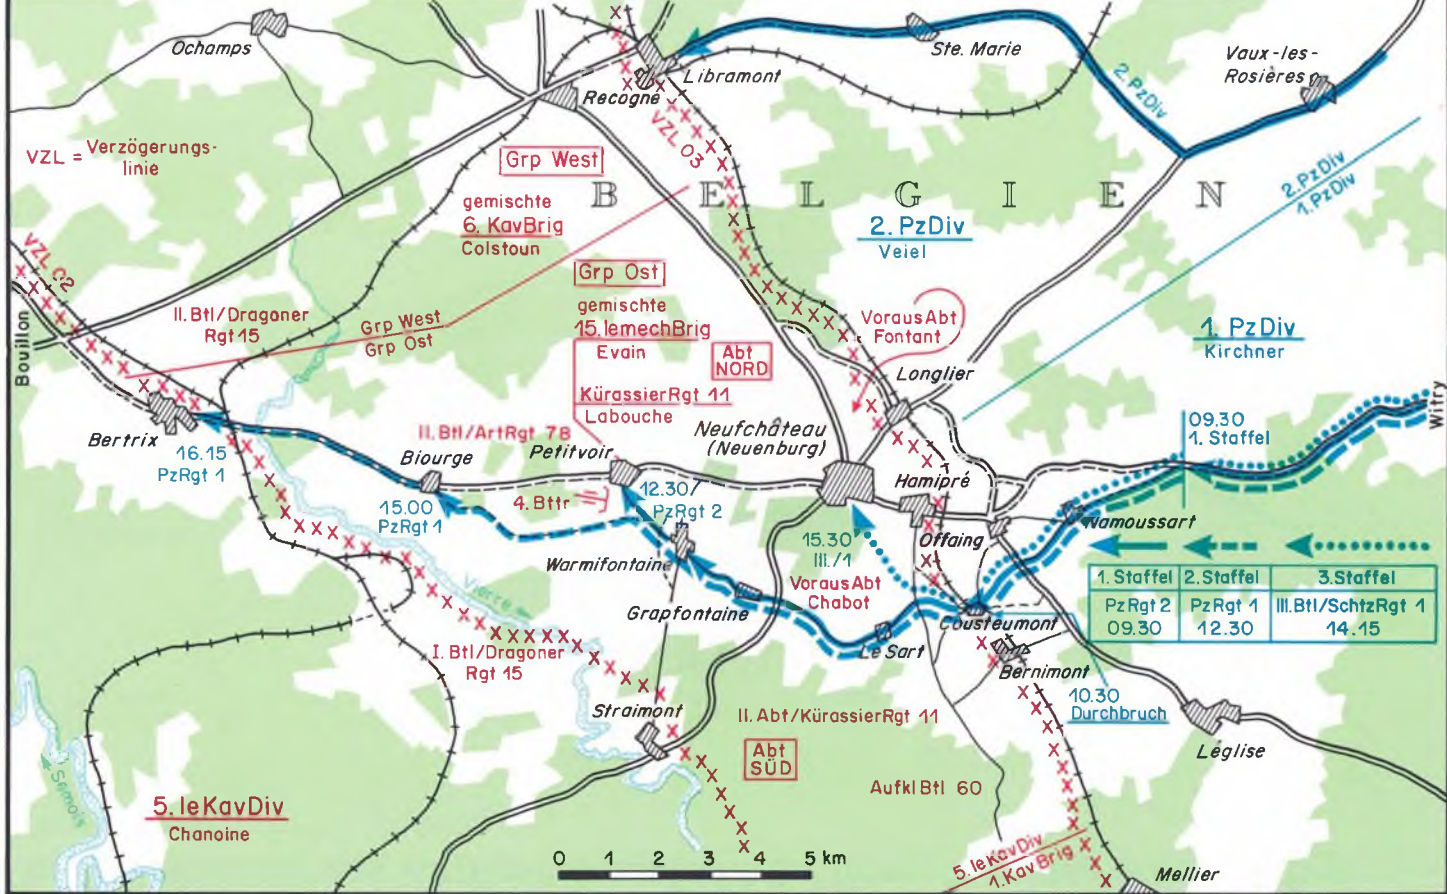 Ochamps
Libramont
Recogne
Ste. Marie
Vaux-les-
Rosières
2.PzDiv
VZL = Verzögerungs-
linie
VZL 03
Grp West
BELGIEN
2.PzDiv
1.PzDiv
gemischte
6. KavBrig
Colstoun
2. PzDiv
Veiel
VZL 02
Grp Ost
gemischte
15. lemechBrig
Evain
II. Btl/Dragoner
Rgt 15
Grp West
Grp Ost
VorausAbt
Fontant
1. PzDiv
Kirchner
Abt
NORD
Bouillon
KürassierRgt 11
Labouche
Longlier
Witry
Bertrix
II. Btl/ArtRgt 78
Neufchâteau
(Neuenburg)
09.30
1. Staffel
16.15
PzRgt 1
Biourge
Petitvoir
Hamipré
15.00
PzRgt 1
4. Bttr
12.30/
PzRgt 2
Namoussart
Offaing
15.30
III./1
Warmifontaine
VorausAbt
Chabot
1. Staffel 2. Staffel 3. Staffel
PzRgt 2 PzRgt 1 III. Btl/SchtzRgt 1
09.30 12.30 14.15
Vierre
Grapfontaine
Cousteumont
Le Sart
I. Btl/Dragoner
Rgt 15
Bernimont
10.30
Durchbruch
Straimont
II. Abt/KürassierRgt 11
Léglise
Abt
SÜD
Semois
Aufkl Btl 60
5. leKavDiv
Chanoine
0 1 2 3 4 5 km
5. leKavDiv
1. Kav Brig
Mellier